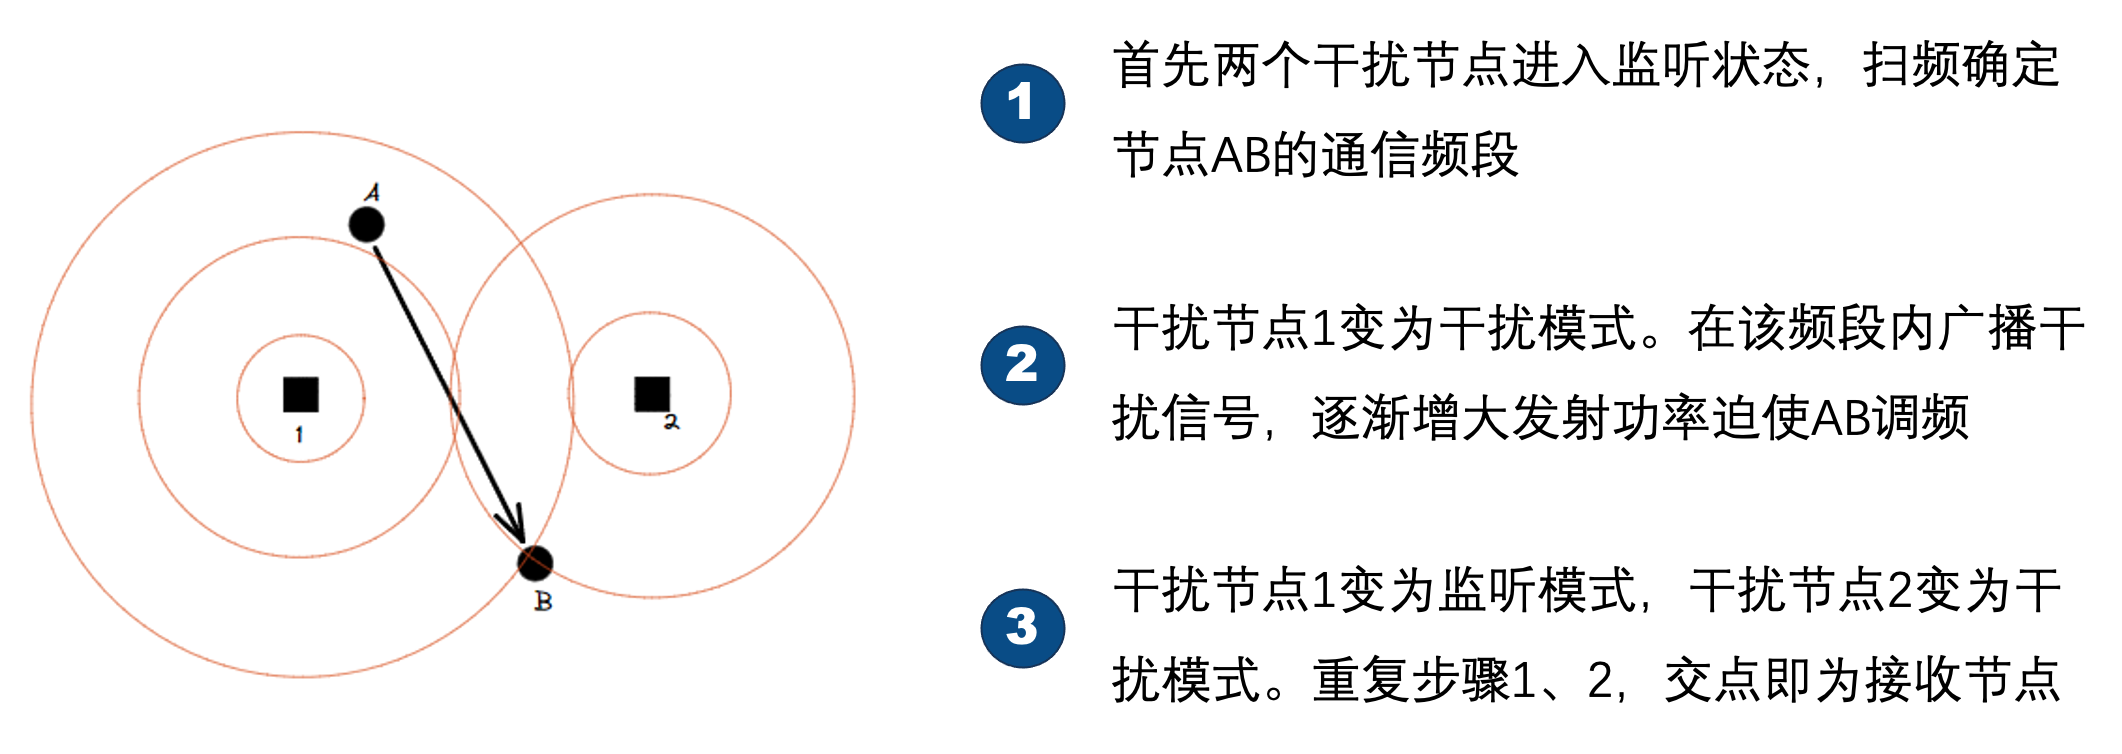 A
1
2
B
1
首先两个干扰节点进入监听状态，扫频确定
节点AB的通信频段
2
干扰节点1变为干扰模式。在该频段内广播干
扰信号，逐渐增大发射功率迫使AB调频
3
干扰节点1变为监听模式，干扰节点2变为干
扰模式。重复步骤1、2，交点即为接收节点